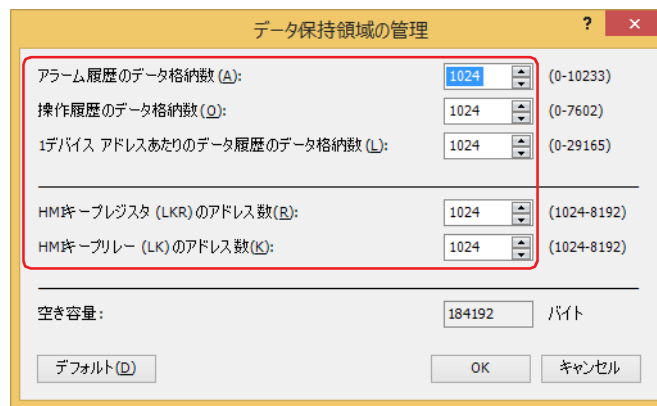 データ保持領域の管理
? ×
アラーム履歴のデータ格納数 (A): 1024 (0-10233)
操作履歴のデータ格納数(O): 1024 (0-7602)
1デバイス アドレスあたりのデータ履歴のデータ格納数 (L): 1024 (0-29165)
HMIキープレジスタ (LKR) のアドレス数(R): 1024 (1024-8192)
HMIキープリレー (LK) のアドレス数(K): 1024 (1024-8192)
空き容量: 184192 バイト
デフォルト(D) OK キャンセル